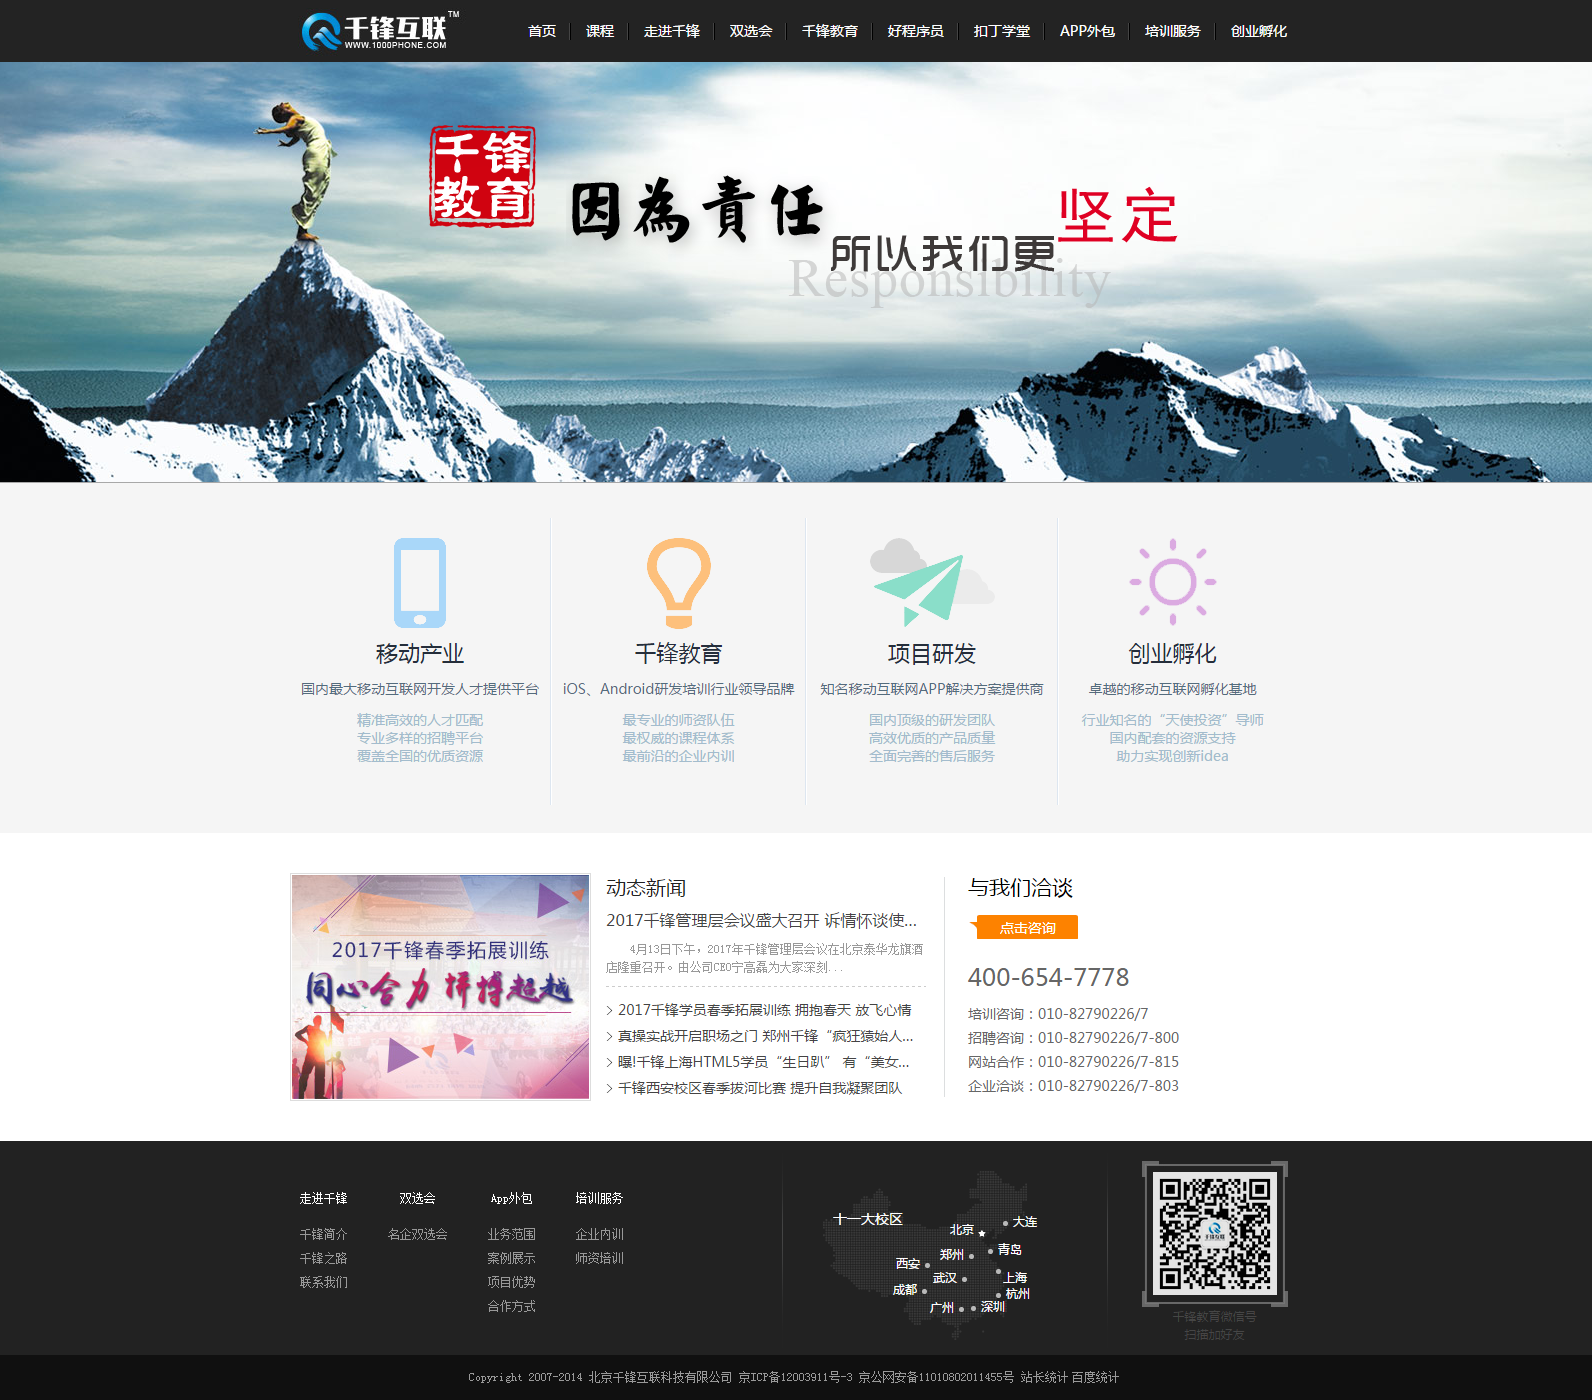 千锋互联TM
WWW.1000PHONE.COM
首页 课程 走进千锋 双选会 千锋教育 好程序员 扣丁学堂 APP外包 培训服务 创业孵化
千锋
教育
因為責任
坚定
所以我们更
Responsibility
移动产业
国内最大移动互联网开发人才提供平台
精准高效的人才匹配
专业多样的招聘平台
覆盖全国的优质资源
千锋教育
iOS、Android研发培训行业领导品牌
最专业的师资队伍
最权威的课程体系
最前沿的企业内训
项目研发
知名移动互联网APP解决方案提供商
国内顶级的研发团队
高效优质的产品质量
全面完善的售后服务
创业孵化
卓越的移动互联网孵化基地
行业知名的“天使投资”导师
国内配套的资源支持
助力实现创新idea
2017千锋春季拓展训练
同心合力 拼搏超越
动态新闻
2017千锋管理层会议盛大召开 诉情怀谈使...
4月13日下午，2017年千锋管理层会议在北京泰华龙旗酒
店隆重召开。由公司CEO宁高磊为大家深刻...
> 2017千锋学员春季拓展训练 拥抱春天 放飞心情
> 真操实战开启职场之门 郑州千锋“疯狂猿始人...
> 曝!千锋上海HTML5学员“生日趴” 有“美女...
> 千锋西安校区春季拔河比赛 提升自我凝聚团队
与我们洽谈
点击咨询
400-654-7778
培训咨询：010-82790226/7
招聘咨询：010-82790226/7-800
网站合作：010-82790226/7-815
企业洽谈：010-82790226/7-803
走进千锋
千锋简介
千锋之路
联系我们
双选会
名企双选会
App外包
业务范围
案例展示
项目优势
合作方式
培训服务
企业内训
师资培训
十一大校区
大连
北京
青岛
郑州
西安
武汉
上海
成都
杭州
广州
深圳
千锋互联
千锋教育微信号
扫描加好友
Copyright 2007-2014 北京千锋互联科技有限公司 京ICP备12003911号-3 京公网安备11010802011455号 站长统计 百度统计